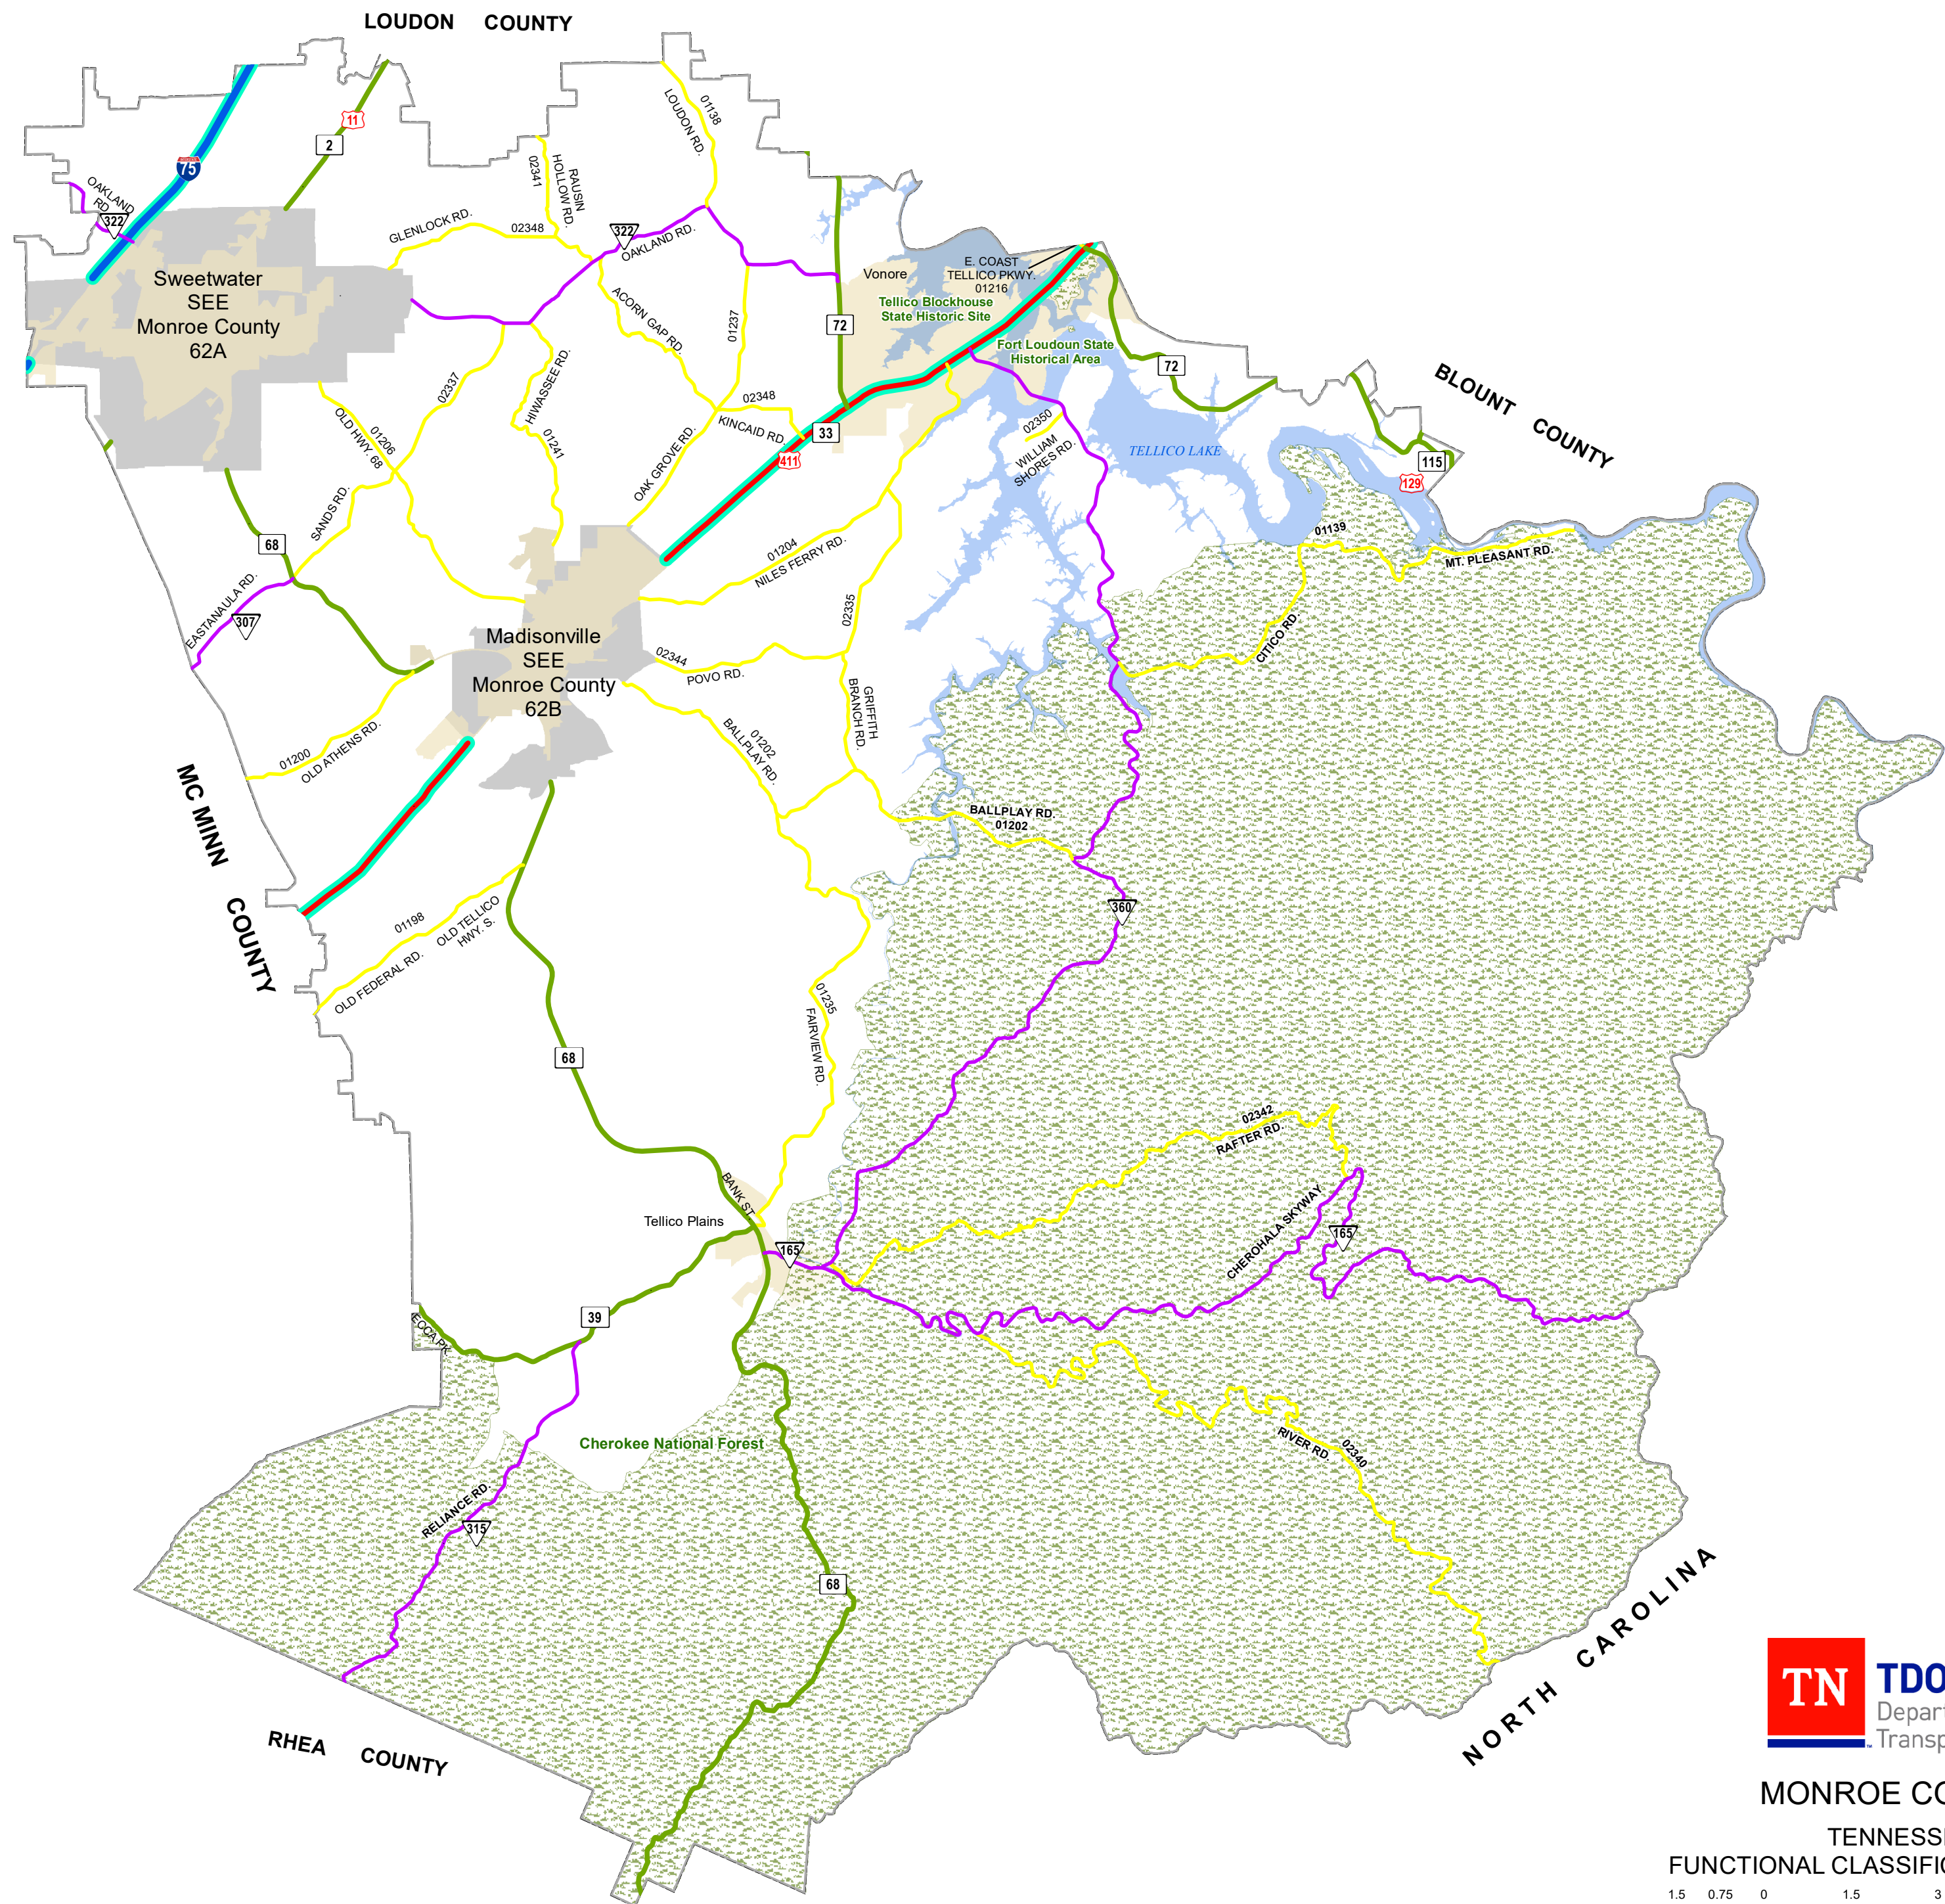 LOUDON COUNTY
11
2
75
OAKLAND
RD.
322
LOUDON RD.
01138
02341
RAUSIN
HOLLOW RD.
GLENLOCK RD.
02348
322
OAKLAND RD.
Sweetwater
SEE
Monroe County
62A
Vonore
E. COAST
TELLICO PKWY.
01216
Tellico Blockhouse
State Historic Site
Fort Loudoun State
Historical Area
72
72
ACORN GAP RD.
01237
HIWASSEE RD.
01241
02337
OLD HWY. 68
01206
02348
KINCAID RD.
33
411
OAK GROVE RD.
02350
WILLIAM
SHORES RD.
TELLICO LAKE
BLOUNT COUNTY
115
129
SANDS RD.
68
EASTANAULA RD.
307
01204
NILES FERRY RD.
01139
MT. PLEASANT RD.
CITICO RD.
02335
Madisonville
SEE
Monroe County
62B
02344
POVO RD.
GRIFFITH
BRANCH RD.
01202
BALLPLAY RD.
01200
OLD ATHENS RD.
MC MINN COUNTY
BALLPLAY RD.
01202
360
01198
OLD TELLICO
HWY. S.
OLD FEDERAL RD.
01235
FAIRVIEW RD.
68
02342
RAFTER RD.
BANK ST
Tellico Plains
165
CHEROHALA SKYWAY
165
39
ECCA PK.
Cherokee National Forest
RIVER RD.
02340
RELIANCE RD.
315
68
NORTH CAROLINA
RHEA COUNTY
TN
TDO
Depart
Transp
MONROE CO
TENNESS
FUNCTIONAL CLASSIFIC
1.5 0.75 0 1.5 3